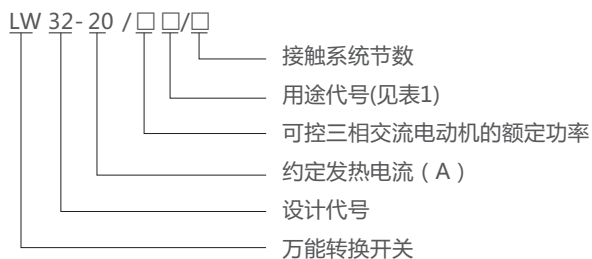 LW 32-20/□□/□
接触系统节数
用途代号(见表1)
可控三相交流电动机的额定功率
约定发热电流（A）
设计代号
万能转换开关